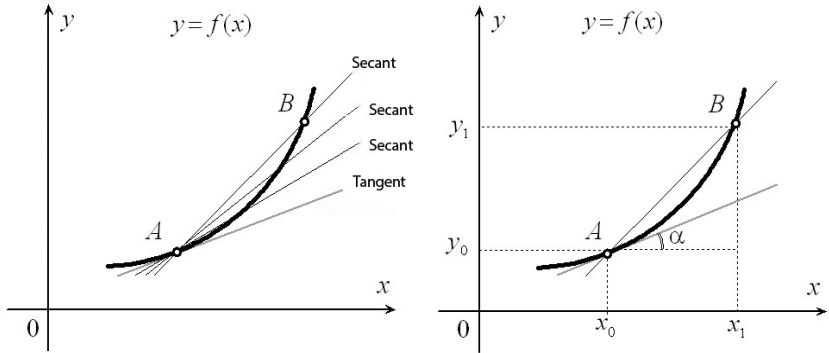 y
y = f(x)
Secant
B
Secant
Secant
Tangent
A
x
0
y
y = f(x)
B
y₁
A
y₀
α
x
0
x₀
x₁